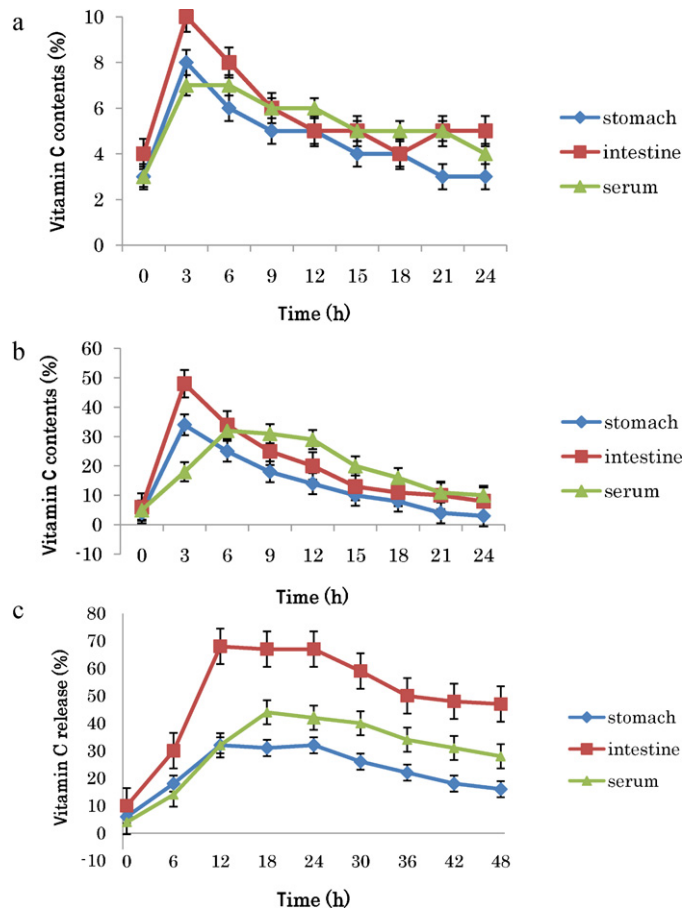 a
Vitamin C contents (%)
10
8
6
4
2
0
0 3 6 9 12 15 18 21 24
Time (h)
stomach
intestine
serum
b
Vitamin C contents (%)
60
50
40
30
20
10
0
-10
0 3 6 9 12 15 18 21 24
Time (h)
stomach
intestine
serum
c
Vitamin C release (%)
80
70
60
50
40
30
20
10
0
-10
0 6 12 18 24 30 36 42 48
Time (h)
stomach
intestine
serum